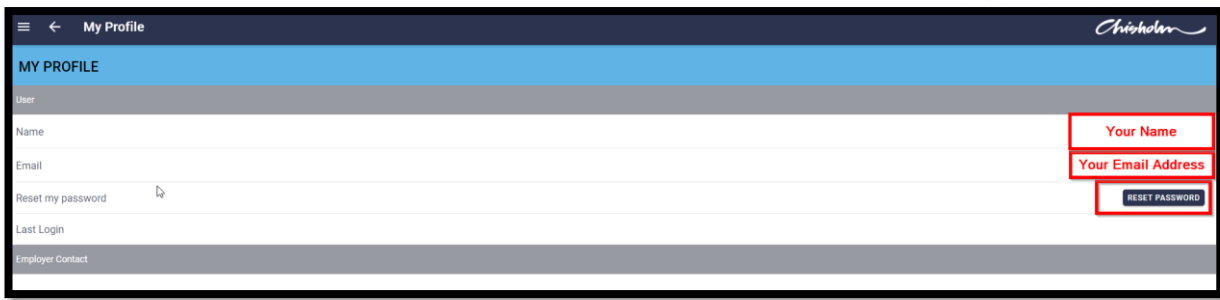 My Profile
Chisholm
MY PROFILE
User
Name
Your Name
Email
Your Email Address
Reset my password
RESET PASSWORD
Last Login
Employer Contact